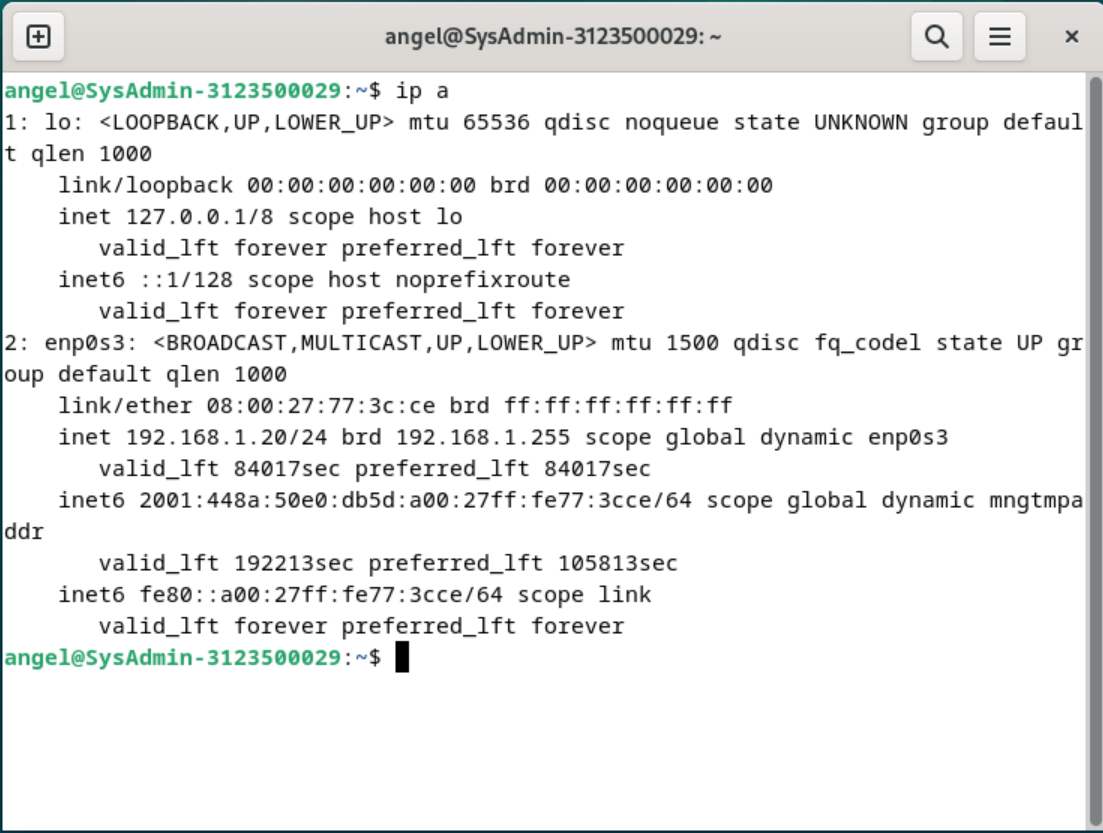 angel@SysAdmin-3123500029: ~
angel@SysAdmin-3123500029:~$ ip a
1: lo: <LOOPBACK,UP,LOWER_UP> mtu 65536 qdisc noqueue state UNKNOWN group defaul
t qlen 1000
    link/loopback 00:00:00:00:00:00 brd 00:00:00:00:00:00
    inet 127.0.0.1/8 scope host lo
       valid_lft forever preferred_lft forever
    inet6 ::1/128 scope host noprefixroute
       valid_lft forever preferred_lft forever
2: enp0s3: <BROADCAST,MULTICAST,UP,LOWER_UP> mtu 1500 qdisc fq_codel state UP gr
oup default qlen 1000
    link/ether 08:00:27:77:3c:ce brd ff:ff:ff:ff:ff:ff
    inet 192.168.1.20/24 brd 192.168.1.255 scope global dynamic enp0s3
       valid_lft 84017sec preferred_lft 84017sec
    inet6 2001:448a:50e0:db5d:a00:27ff:fe77:3cce/64 scope global dynamic mngtmpa
ddr
       valid_lft 192213sec preferred_lft 105813sec
    inet6 fe80::a00:27ff:fe77:3cce/64 scope link
       valid_lft forever preferred_lft forever
angel@SysAdmin-3123500029:~$